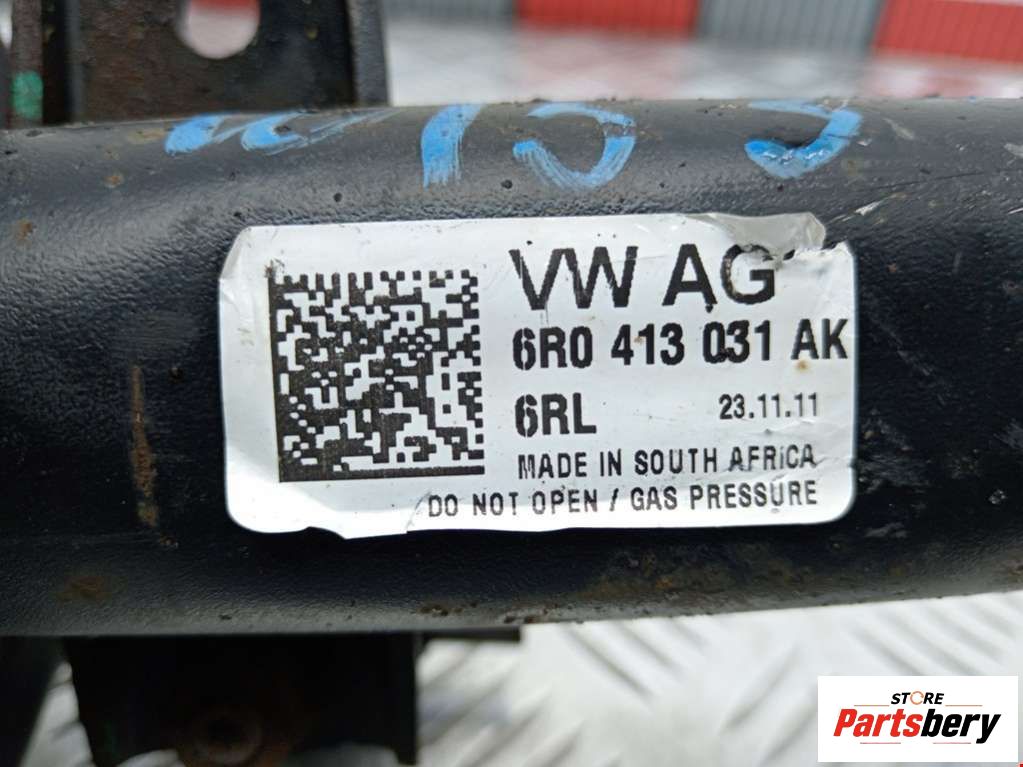 VW AG
6R0 413 031 AK
6RL 23.11.11
MADE IN SOUTH AFRICA
DO NOT OPEN / GAS PRESSURE
STORE
Partsbery